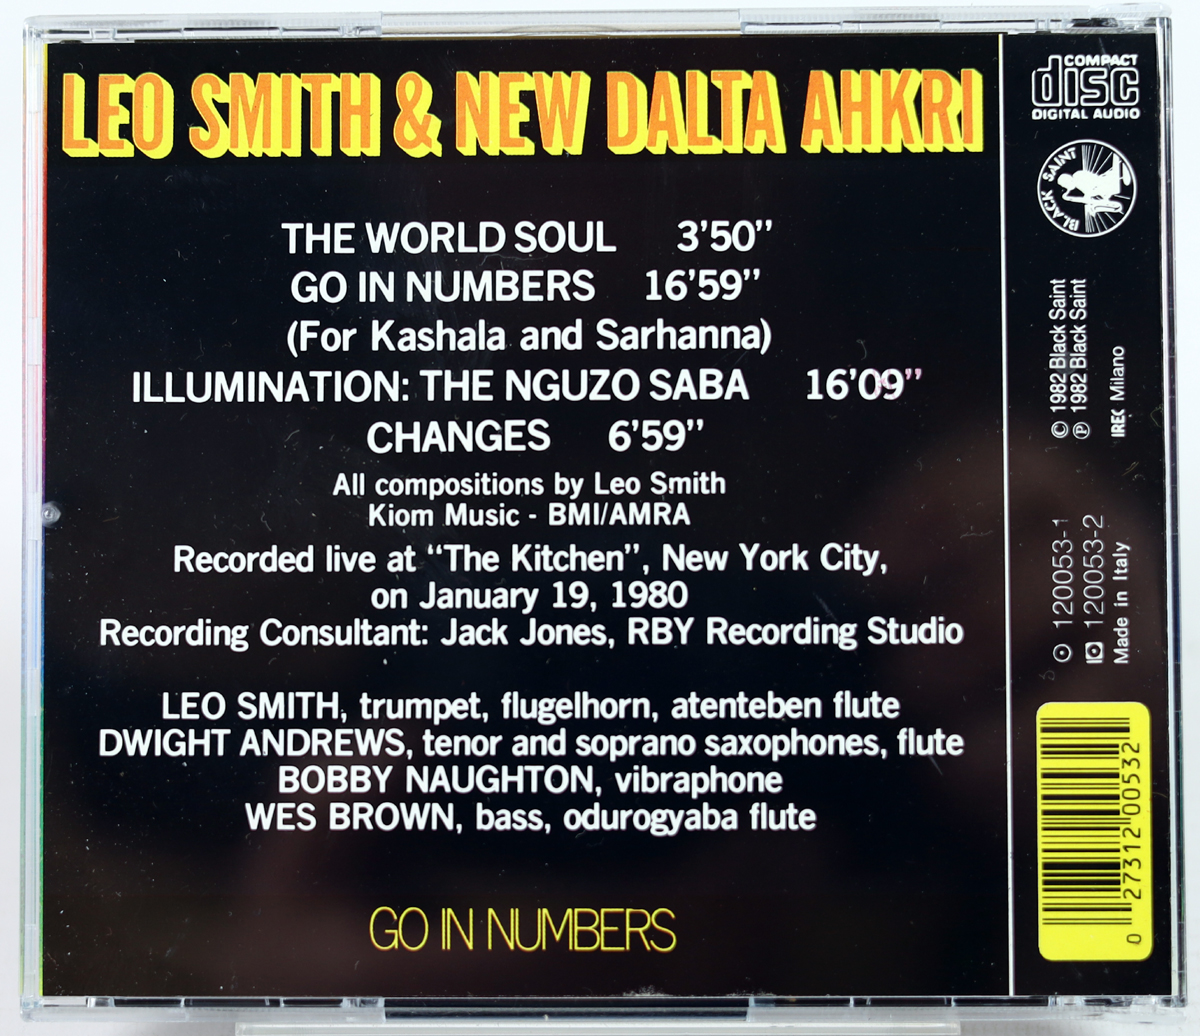 LEO SMITH & NEW DALTA AHKRI
THE WORLD SOUL 3'50"
GO IN NUMBERS 16'59"
(For Kashala and Sarhanna)
ILLUMINATION: THE NGUZO SABA 16'09"
CHANGES 6'59"
All compositions by Leo Smith
Kiom Music - BMI/AMRA
Recorded live at "The Kitchen", New York City,
on January 19, 1980
Recording Consultant: Jack Jones, RBY Recording Studio
LEO SMITH, trumpet, flugelhorn, atenteben flute
DWIGHT ANDREWS, tenor and soprano saxophones, flute
BOBBY NAUGHTON, vibraphone
WES BROWN, bass, odurogyaba flute
GO IN NUMBERS
COMPACT
disc
DIGITAL AUDIO
BLACK SAINT
© 1982 Black Saint
℗ 1982 Black Saint
IREC Milano
120053-1
120053-2
Made in Italy
0 27312 00532